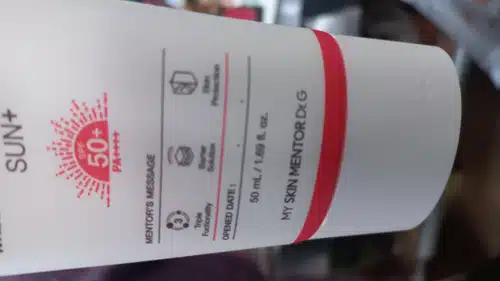 SUN+
SPF
50+
PA++++
MENTOR'S MESSAGE
3
Triple
Functionality
Barrier
Solution
Skin
Protection
OPENED DATE :
50 mL / 1.69 fl. oz.
MY SKIN MENTOR Dr.G